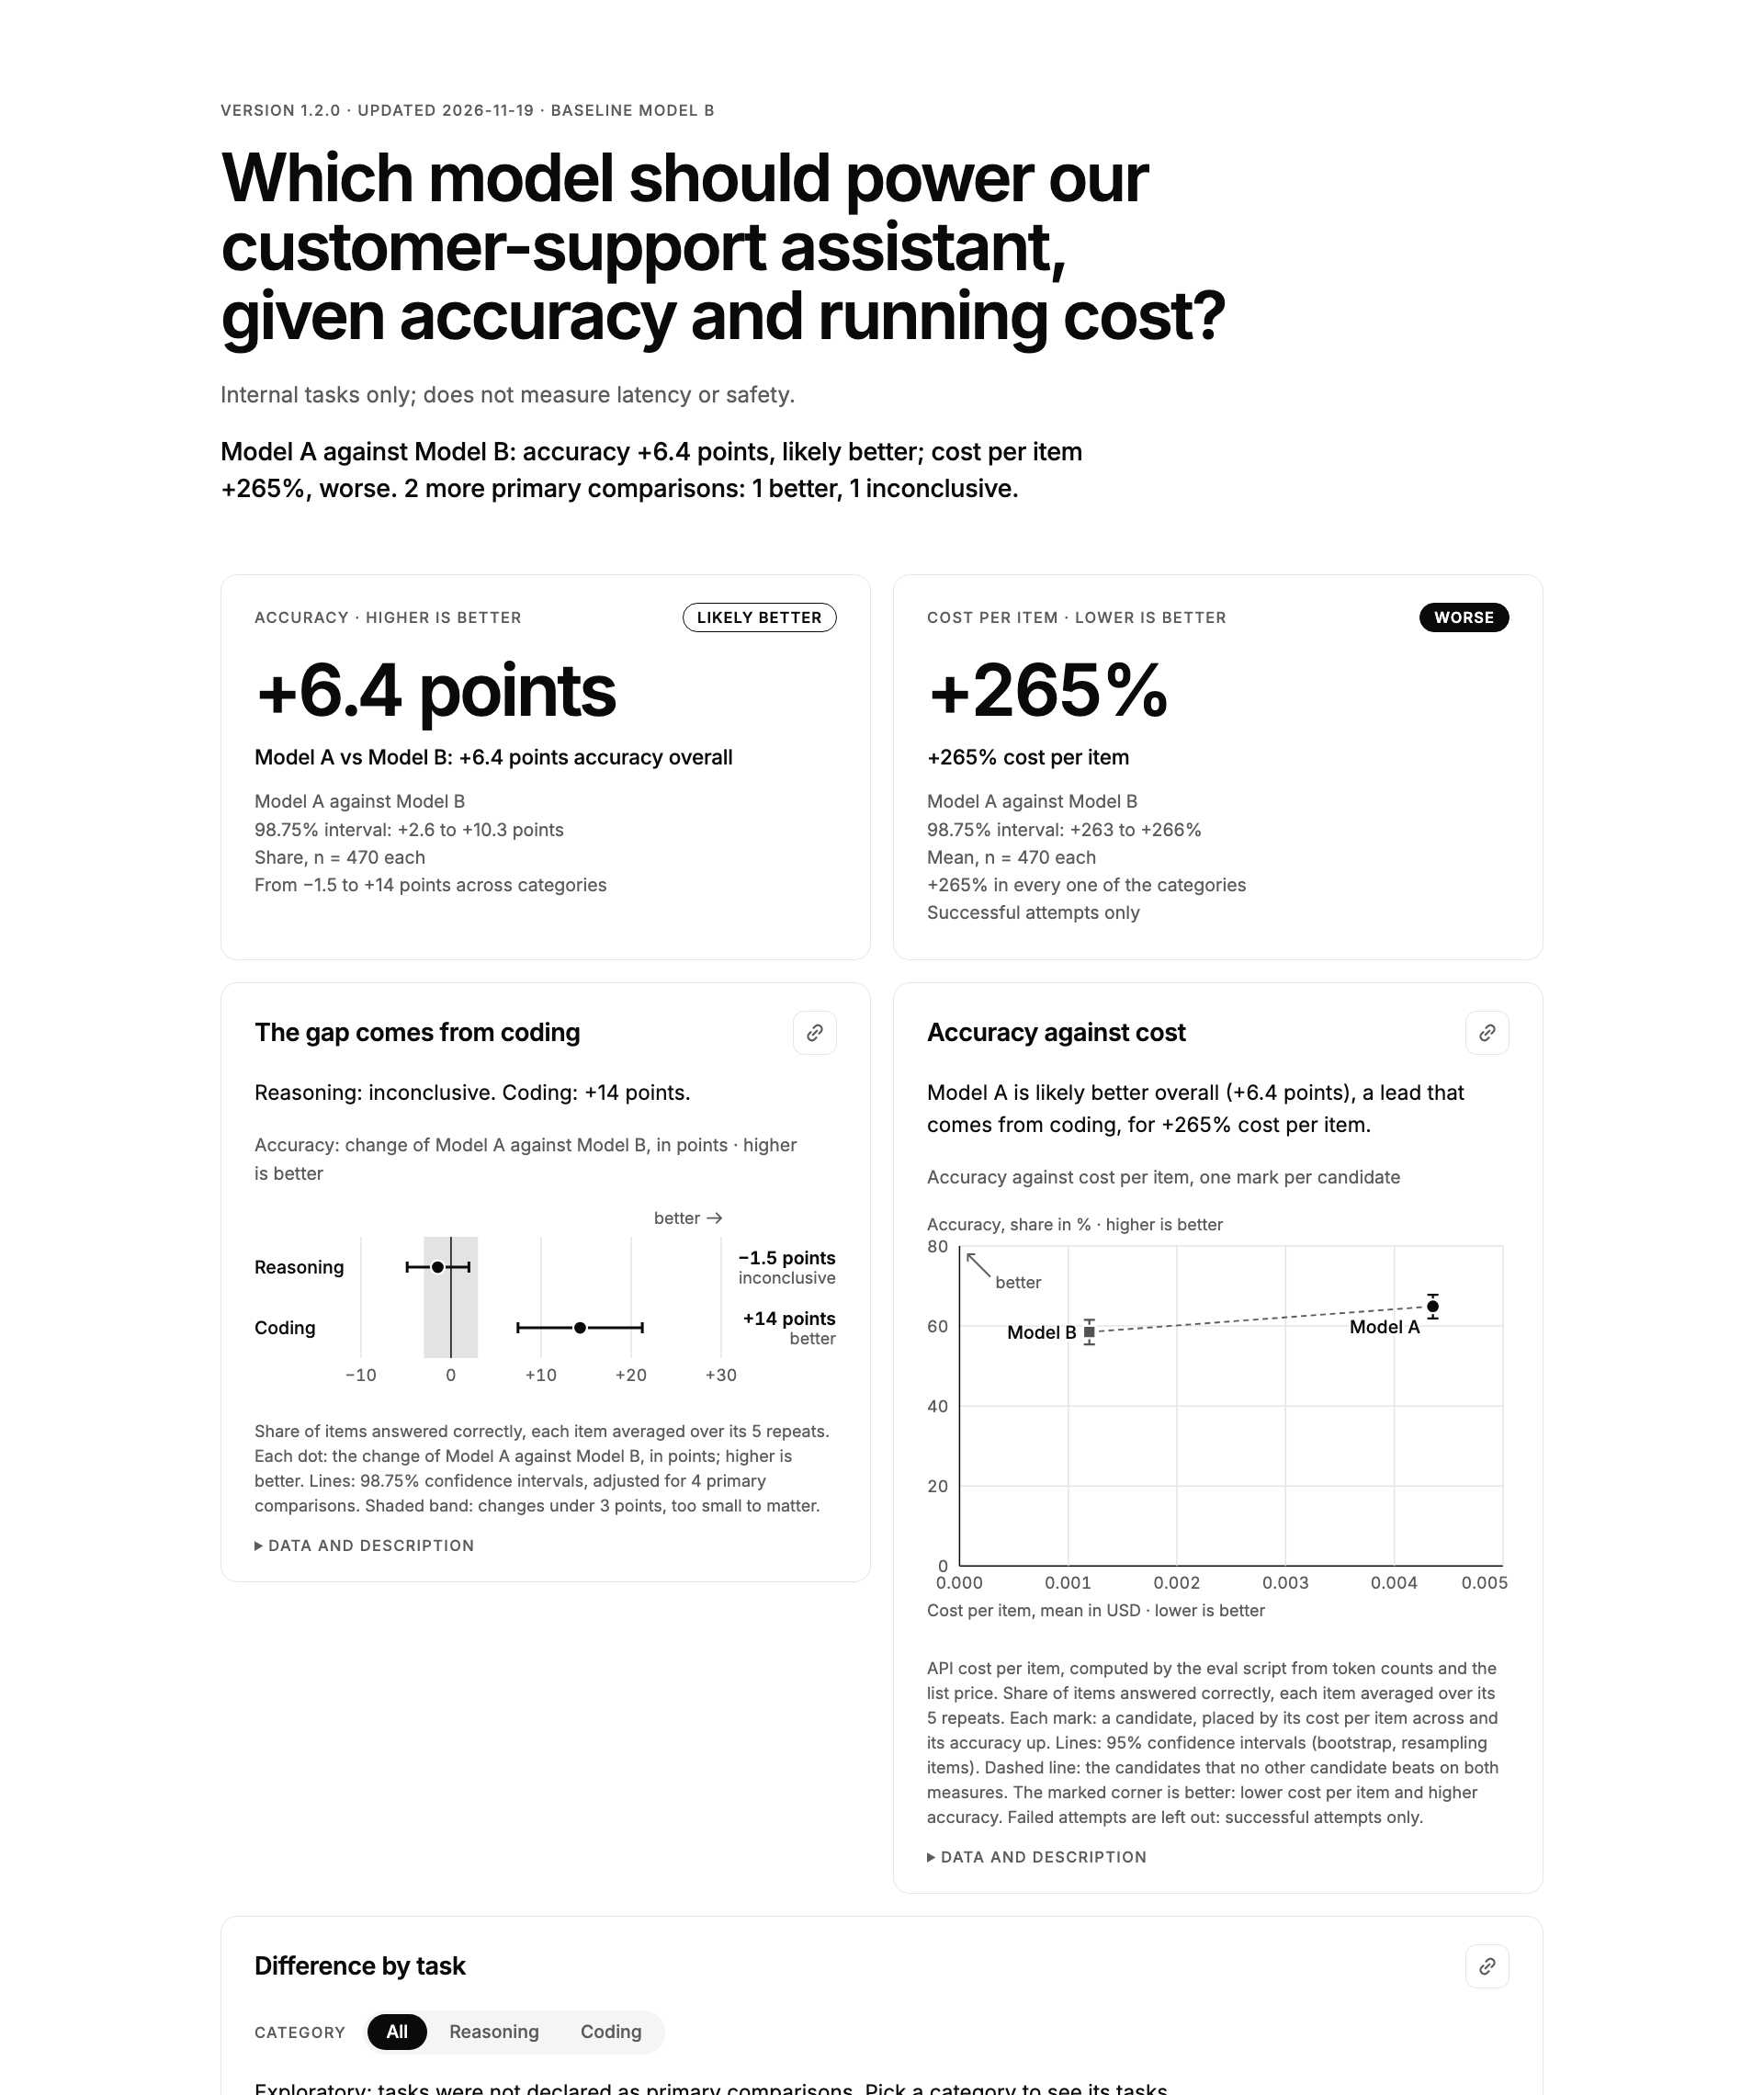 VERSION 1.2.0 · UPDATED 2026-11-19 · BASELINE MODEL B
Which model should power our
customer-support assistant,
given accuracy and running cost?
Internal tasks only; does not measure latency or safety.
Model A against Model B: accuracy +6.4 points, likely better; cost per item
+265%, worse. 2 more primary comparisons: 1 better, 1 inconclusive.
ACCURACY · HIGHER IS BETTER
LIKELY BETTER
+6.4 points
Model A vs Model B: +6.4 points accuracy overall
Model A against Model B
98.75% interval: +2.6 to +10.3 points
Share, n = 470 each
From −1.5 to +14 points across categories
COST PER ITEM · LOWER IS BETTER
WORSE
+265%
+265% cost per item
Model A against Model B
98.75% interval: +263 to +266%
Mean, n = 470 each
+265% in every one of the categories
Successful attempts only
The gap comes from coding
Reasoning: inconclusive. Coding: +14 points.
Accuracy: change of Model A against Model B, in points · higher
is better
better →
Reasoning
−1.5 points
inconclusive
Coding
+14 points
better
−10
0
+10
+20
+30
Share of items answered correctly, each item averaged over its 5 repeats.
Each dot: the change of Model A against Model B, in points; higher is
better. Lines: 98.75% confidence intervals, adjusted for 4 primary
comparisons. Shaded band: changes under 3 points, too small to matter.
DATA AND DESCRIPTION
Accuracy against cost
Model A is likely better overall (+6.4 points), a lead that
comes from coding, for +265% cost per item.
Accuracy against cost per item, one mark per candidate
Accuracy, share in % · higher is better
80
better
60
Model B
Model A
40
20
0
0.000
0.001
0.002
0.003
0.004
0.005
Cost per item, mean in USD · lower is better
API cost per item, computed by the eval script from token counts and the
list price. Share of items answered correctly, each item averaged over its
5 repeats. Each mark: a candidate, placed by its cost per item across and
its accuracy up. Lines: 95% confidence intervals (bootstrap, resampling
items). Dashed line: the candidates that no other candidate beats on both
measures. The marked corner is better: lower cost per item and higher
accuracy. Failed attempts are left out: successful attempts only.
DATA AND DESCRIPTION
Difference by task
CATEGORY
All
Reasoning
Coding
Exploratory: tasks were not declared as primary comparisons. Pick a category to see its tasks.